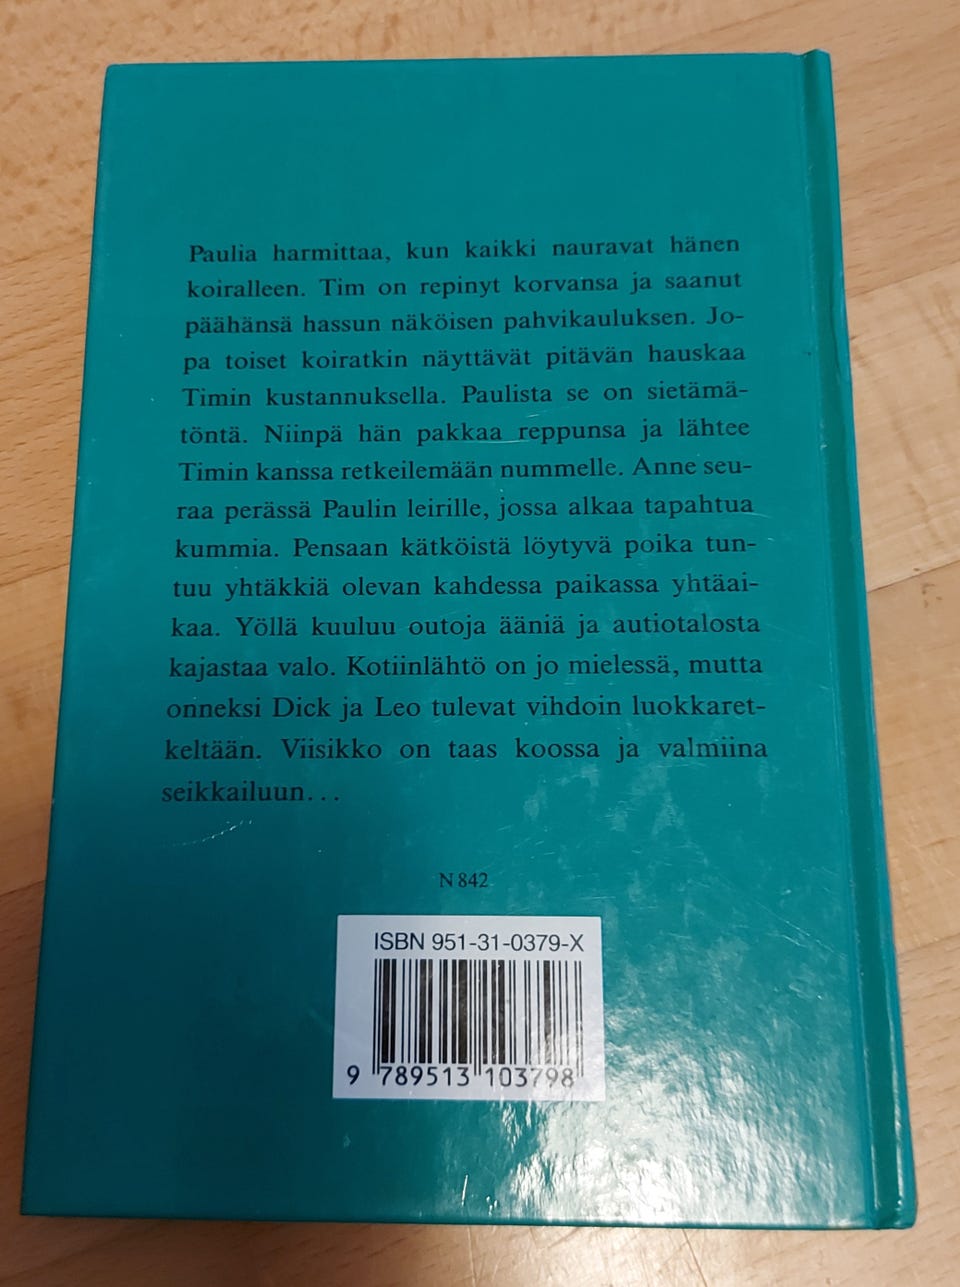 Paulia harmittaa, kun kaikki nauravat hänen
koiralleen. Tim on repinyt korvansa ja saanut
päähänsä hassun näköisen pahvikauluksen. Jo-
pa toiset koiratkin näyttävät pitävän hauskaa
Timin kustannuksella. Paulista se on sietämä-
töntä. Niinpä hän pakkaa reppunsa ja lähtee
Timin kanssa retkeilemään nummelle. Anne seu-
raa perässä Paulin leirille, jossa alkaa tapahtua
kummia. Pensaan kätköistä löytyvä poika tun-
tuu yhtäkkiä olevan kahdessa paikassa yhtäai-
kaa. Yöllä kuuluu outoja ääniä ja autiotalosta
kajastaa valo. Kotiinlähtö on jo mielessä, mutta
onneksi Dick ja Leo tulevat vihdoin luokkaret-
keltään. Viisikko on taas koossa ja valmiina
seikkailuun...
N 842
ISBN 951-31-0379-X
9 789513 103798